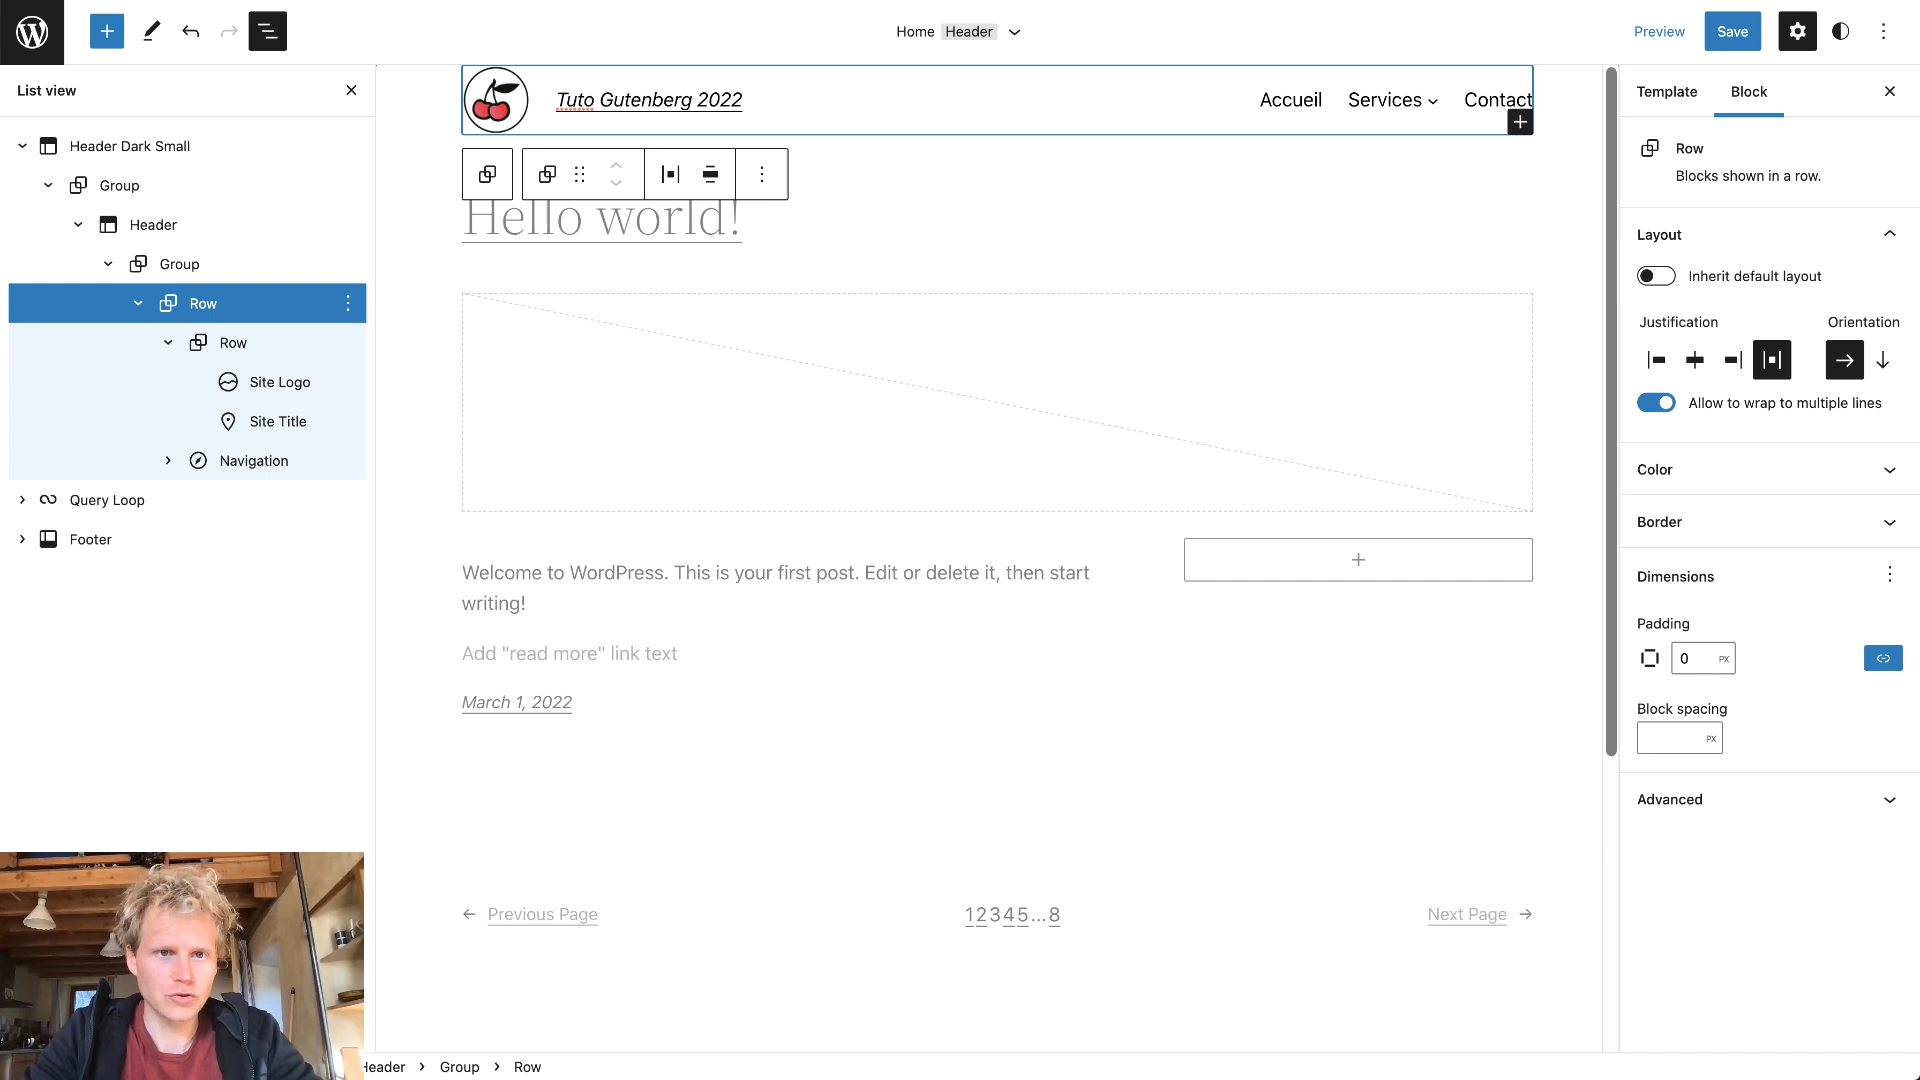 Home Header
Preview
Save
List view
Header Dark Small
Group
Header
Group
Row
Row
Site Logo
Site Title
Navigation
Query Loop
Footer
Tuto Gutenberg 2022
Accueil Services Contact
Hello world!
Welcome to WordPress. This is your first post. Edit or delete it, then start
writing!
Add "read more" link text
March 1, 2022
← Previous Page
12345...8
Next Page →
Template Block
Row
Blocks shown in a row.
Layout
Inherit default layout
Justification Orientation
Allow to wrap to multiple lines
Color
Border
Dimensions
Padding
0 PX
Block spacing
PX
Advanced
Header > Group > Row